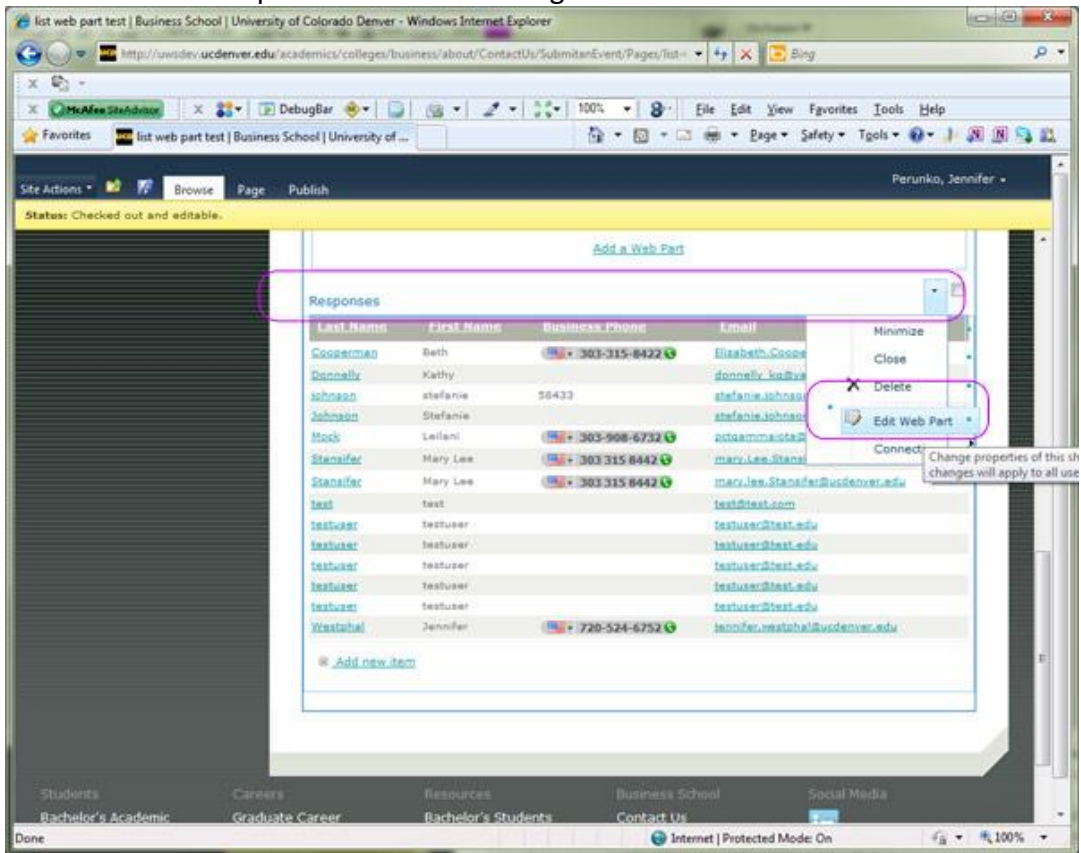 list web part test | Business School | University of Colorado Denver - Windows Internet Explorer
http://uwsdev.ucdenver.edu/academics/colleges/business/about/ContactUs/SubmitanEvent/Pages/list- Bing
x
x McAfee SiteAdvisor x DebugBar 100% File Edit View Favorites Tools Help
Favorites list web part test | Business School | University of ... Page Safety Tools
Site Actions Browse Page Publish Perunko, Jennifer
Status: Checked out and editable.
Add a Web Part
Responses
Last Name First Name Business Phone Email
Minimize
Cooperman Beth 303-315-8422 Elizabeth.Coope
Close
Donnelly Kathy
Delete
johnson stefanie 58433 stefanie.johnso
Johnson Stefanie stefanie.johnso
Edit Web Part
Mock Leilani 303-908-6732
Connect
Stansifer Mary Lee 303 315 8442 mary.Lee.Stansi
Change properties of this sh
changes will apply to all use
Stansifer Mary Lee 303 315 8442 mary.lee.Stansifer@ucdenver.edu
test test test@test.com
testuser testuser testuser@test.edu
testuser testuser testuser@test.edu
testuser testuser testuser@test.edu
testuser testuser testuser@test.edu
testuser testuser testuser@test.edu
Westphal Jennifer 720-524-6752 jennifer.westphal@ucdenver.edu
Add new item
Students Careers Resources Business School Social Media
Bachelor's Academic Graduate Career Bachelor's Students Contact Us
Done Internet | Protected Mode: On 100%